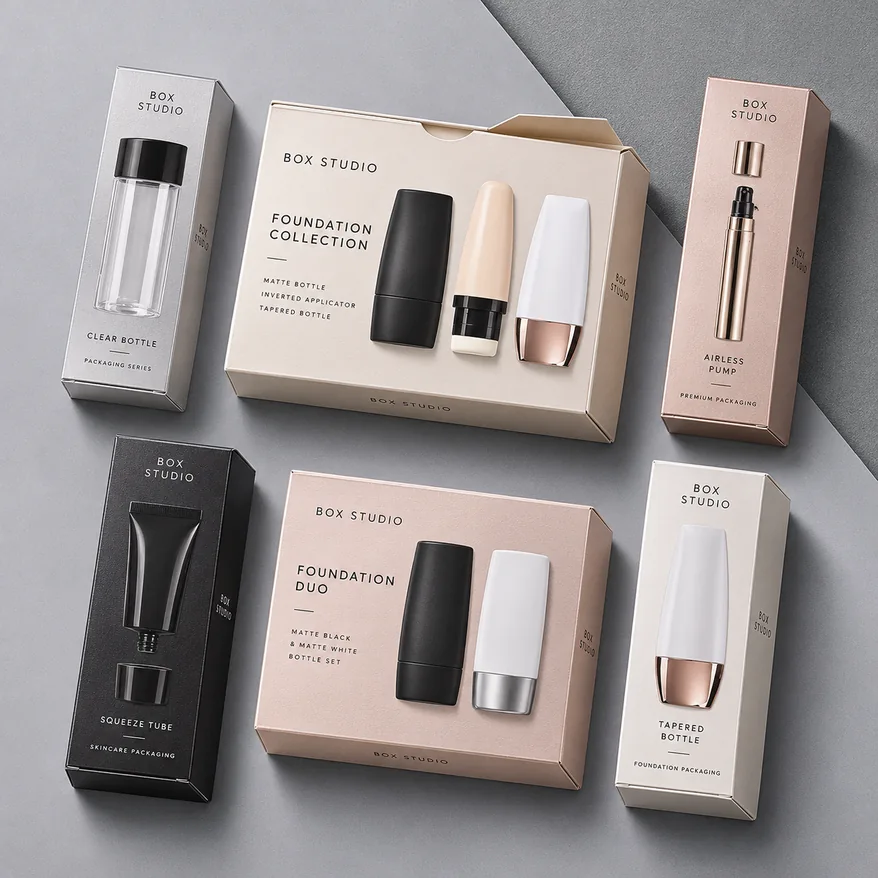 BOX
STUDIO
CLEAR BOTTLE
PACKAGING SERIES
BOX
STUDIO
BOX STUDIO
FOUNDATION
COLLECTION
MATTE BOTTLE
INVERTED APPLICATOR
TAPERED BOTTLE
BOX
STUDIO
BOX STUDIO
BOX
STUDIO
AIRLESS
PUMP
PREMIUM PACKAGING
BOX
STUDIO
BOX
STUDIO
SQUEEZE TUBE
SKINCARE PACKAGING
BOX
STUDIO
BOX STUDIO
FOUNDATION
DUO
MATTE BLACK
& MATTE WHITE
BOTTLE SET
BOX
STUDIO
BOX STUDIO
BOX
STUDIO
TAPERED
BOTTLE
FOUNDATION PACKAGING
BOX
STUDIO